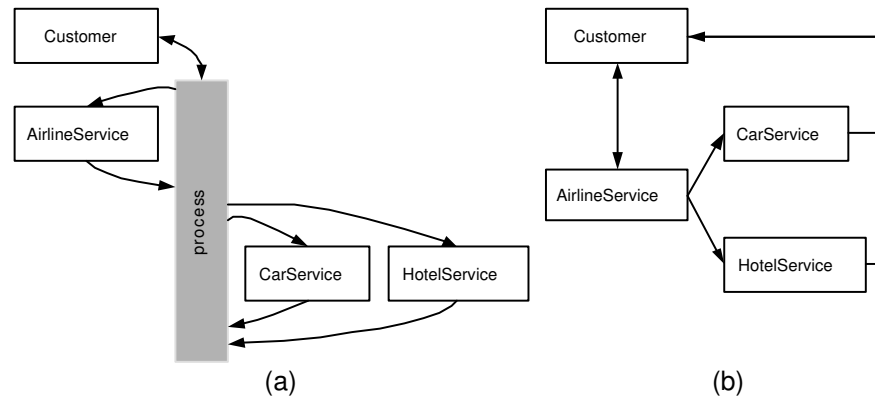 Customer
AirlineService
process
CarService
HotelService
(a)
Customer
CarService
AirlineService
HotelService
(b)